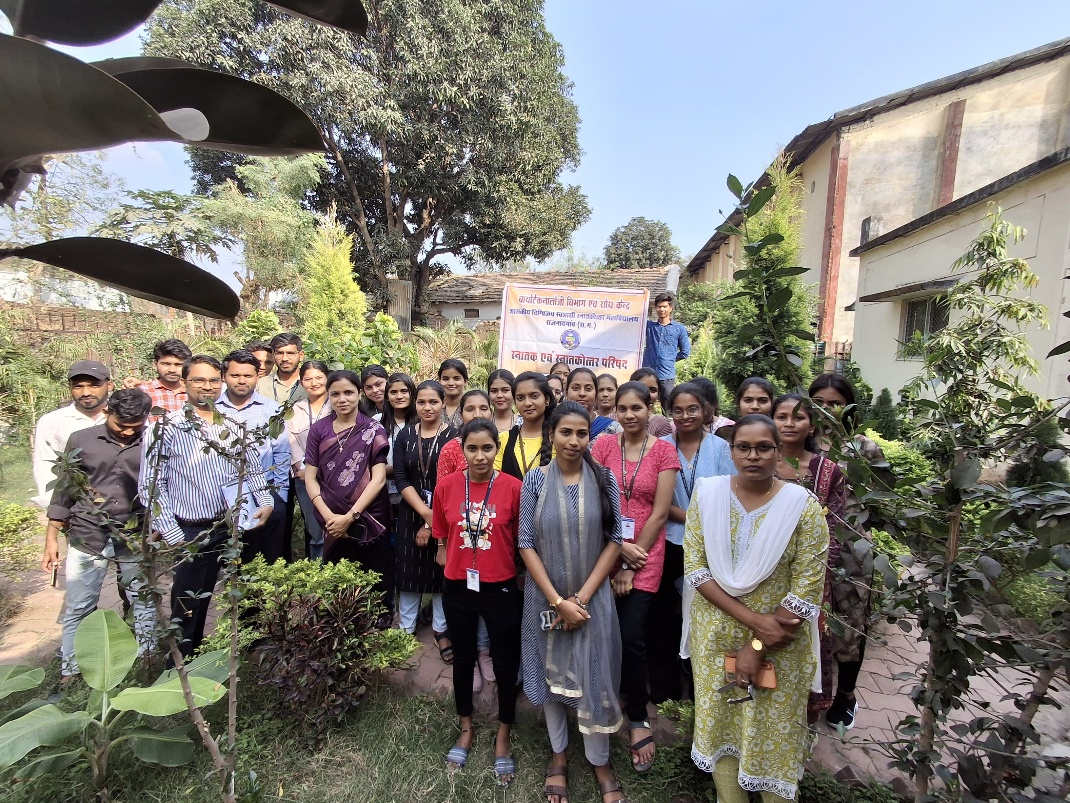 बायोटेक्नोलॉजी विभाग एवं शोध केन्द्र
शासकीय दिग्विजय स्वशासी स्नातकोत्तर महाविद्यालय
राजनांदगांव (छ.ग.)
स्नातक एवं स्नातकोत्तर परिषद